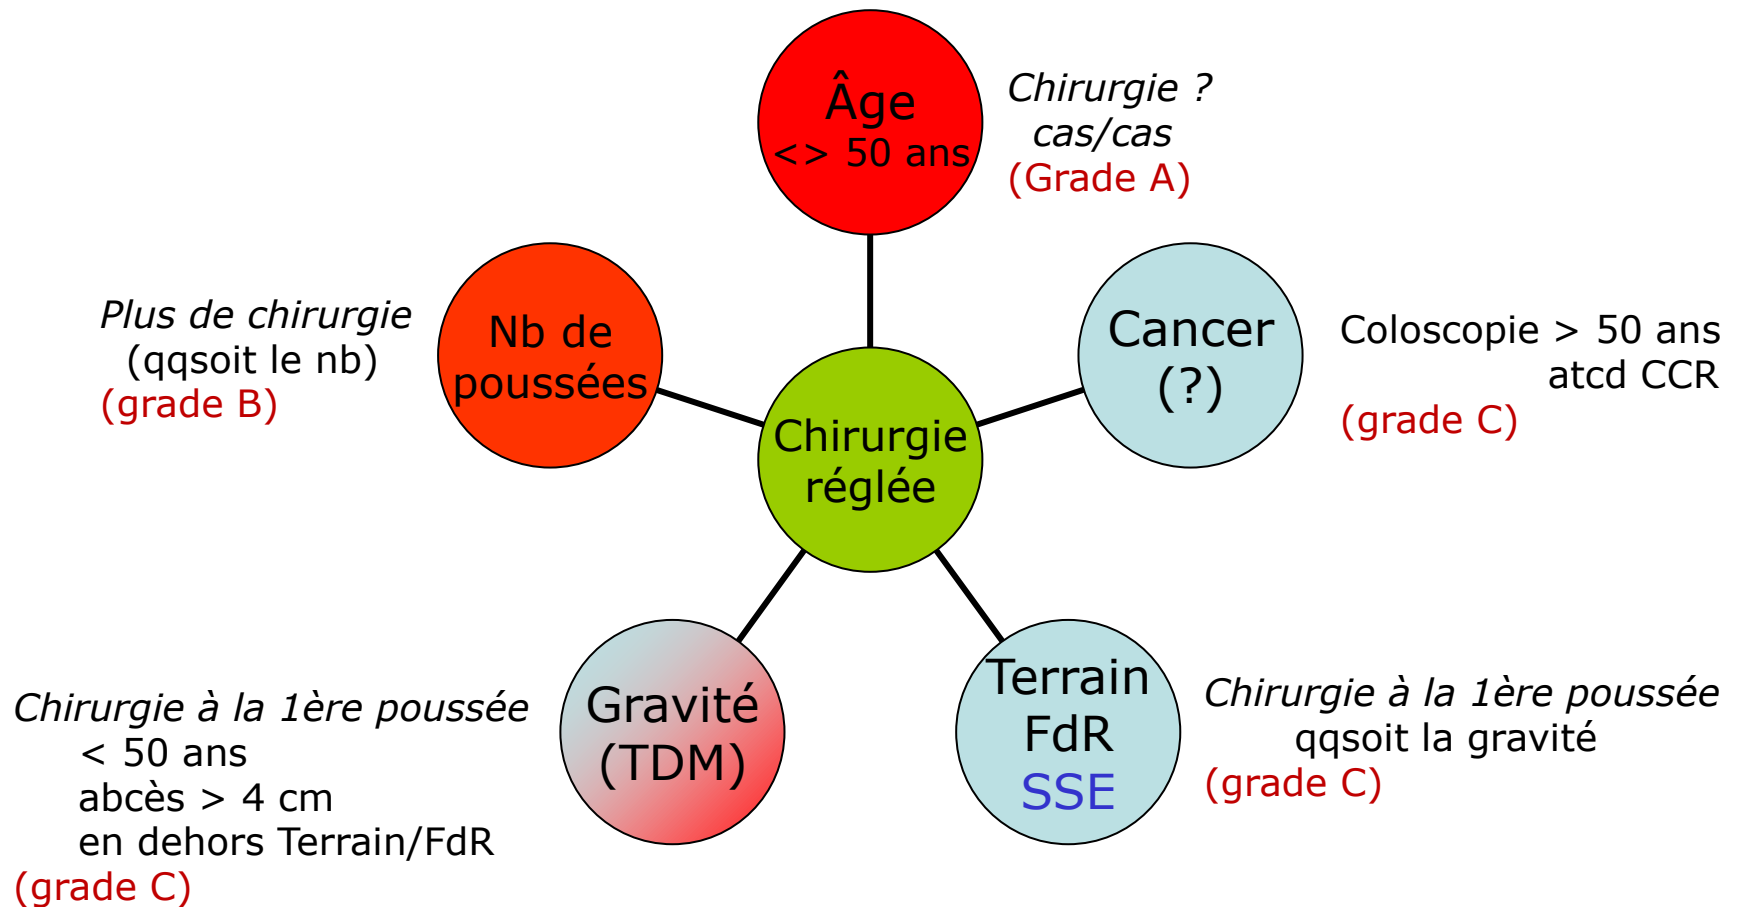 Âge
<> 50 ans
Chirurgie ?
cas/cas
(Grade A)
Plus de chirurgie
(qqsoit le nb)
(grade B)
Nb de
poussées
Cancer
(?)
Coloscopie > 50 ans
atcd CCR
(grade C)
Chirurgie
réglée
Chirurgie à la 1ère poussée
< 50 ans
abcès > 4 cm
en dehors Terrain/FdR
(grade C)
Gravité
(TDM)
Terrain
FdR
SSE
Chirurgie à la 1ère poussée
qqsoit la gravité
(grade C)